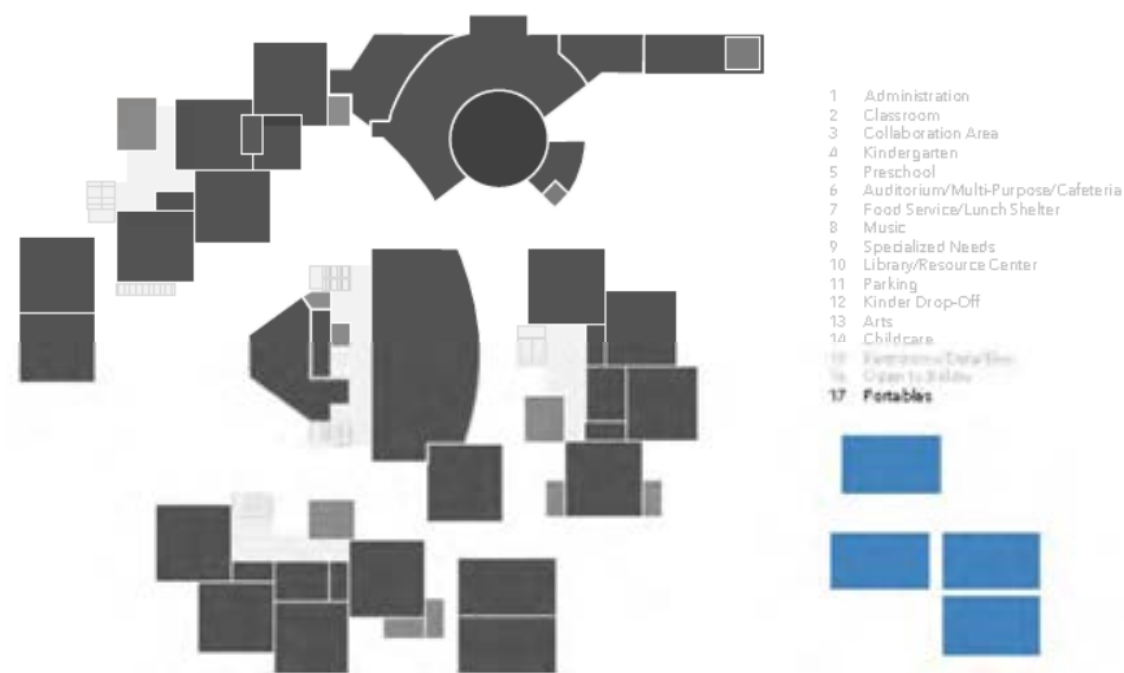 1 Administration
2 Classroom
3 Collaboration Area
4 Kindergarten
5 Preschool
6 Auditorium/Multi-Purpose/Cafeteria
7 Food Service/Lunch Shelter
8 Music
9 Specialized Needs
10 Library/Resource Center
11 Parking
12 Kinder Drop-Off
13 Arts
14 Childcare
15
16 Open to Below
17 Portables